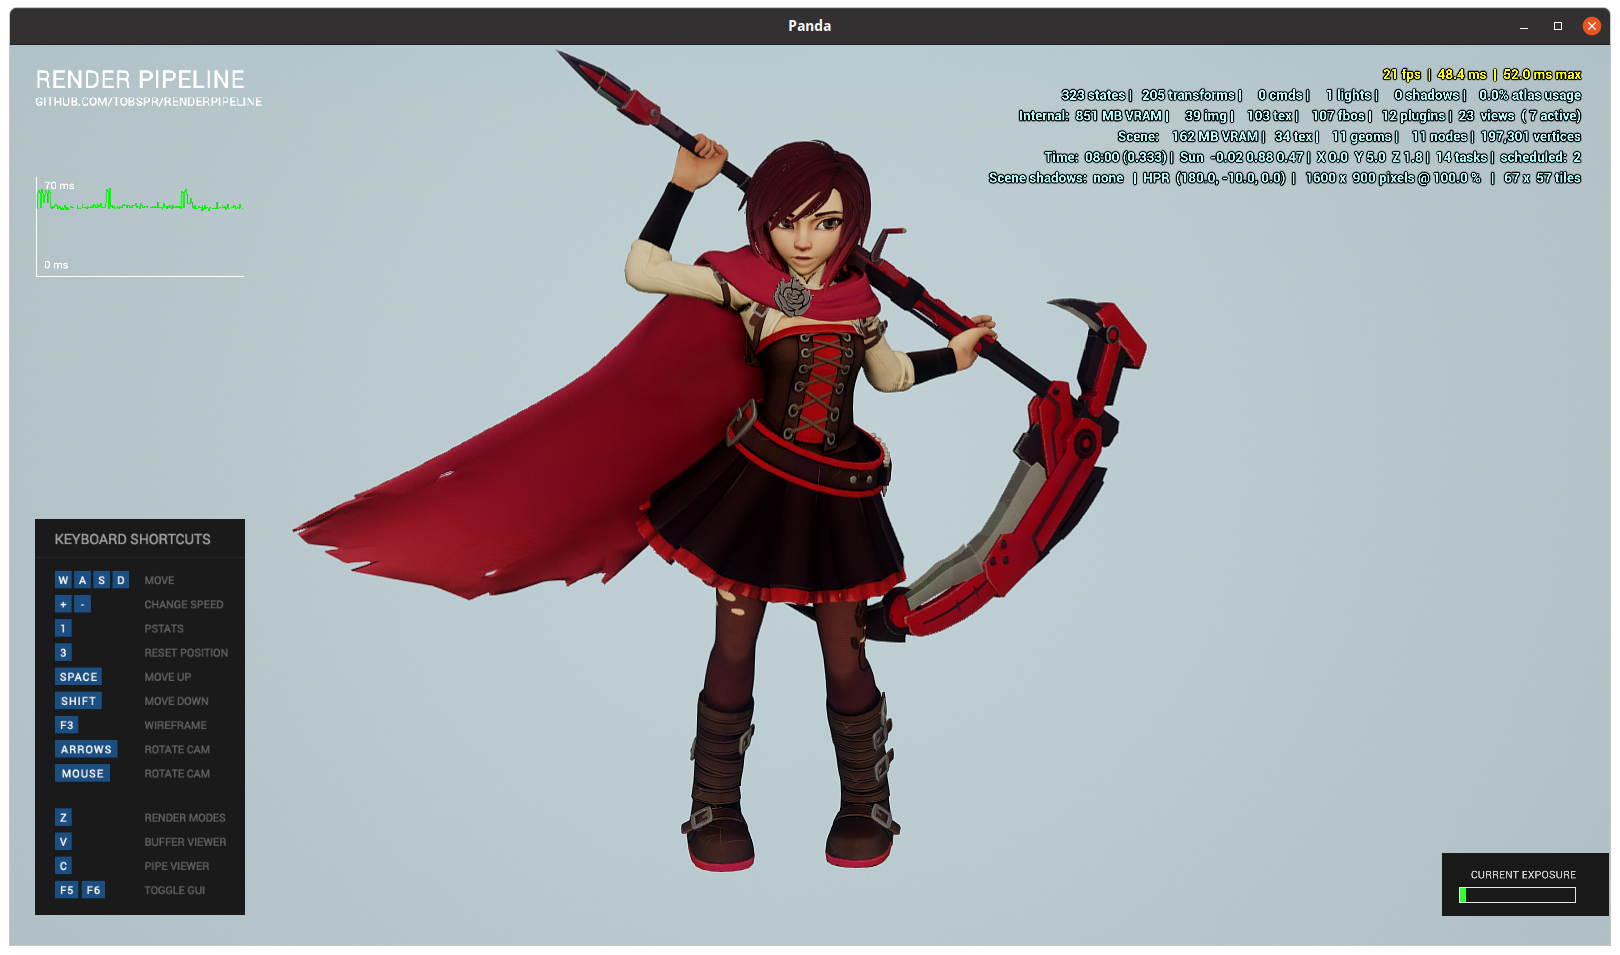 Panda
RENDER PIPELINE
GITHUB.COM/TOBSPR/RENDERPIPELINE
21 fps | 48.4 ms | 52.0 ms max
323 states | 205 transforms | 0 cmds | 1 lights | 0 shadows | 0.0% atlas usage
Internal: 851 MB VRAM | 39 img | 103 tex | 107 fbos | 12 plugins | 23 views ( 7 active)
Scene: 162 MB VRAM | 34 tex | 11 geoms | 11 nodes | 197,301 vertices
Time: 08:00 (0.333) | Sun -0.02 0.88 0.47 | X 0.0 Y 5.0 Z 1.8 | 14 tasks | scheduled: 2
Scene shadows: none | HPR (180.0, -10.0, 0.0) | 1600 x 900 pixels @ 100.0 % | 67 x 57 tiles
70 ms
0 ms
KEYBOARD SHORTCUTS
W A S D MOVE
+ - CHANGE SPEED
1 PSTATS
3 RESET POSITION
SPACE MOVE UP
SHIFT MOVE DOWN
F3 WIREFRAME
ARROWS ROTATE CAM
MOUSE ROTATE CAM
Z RENDER MODES
V BUFFER VIEWER
C PIPE VIEWER
F5 F6 TOGGLE GUI
CURRENT EXPOSURE